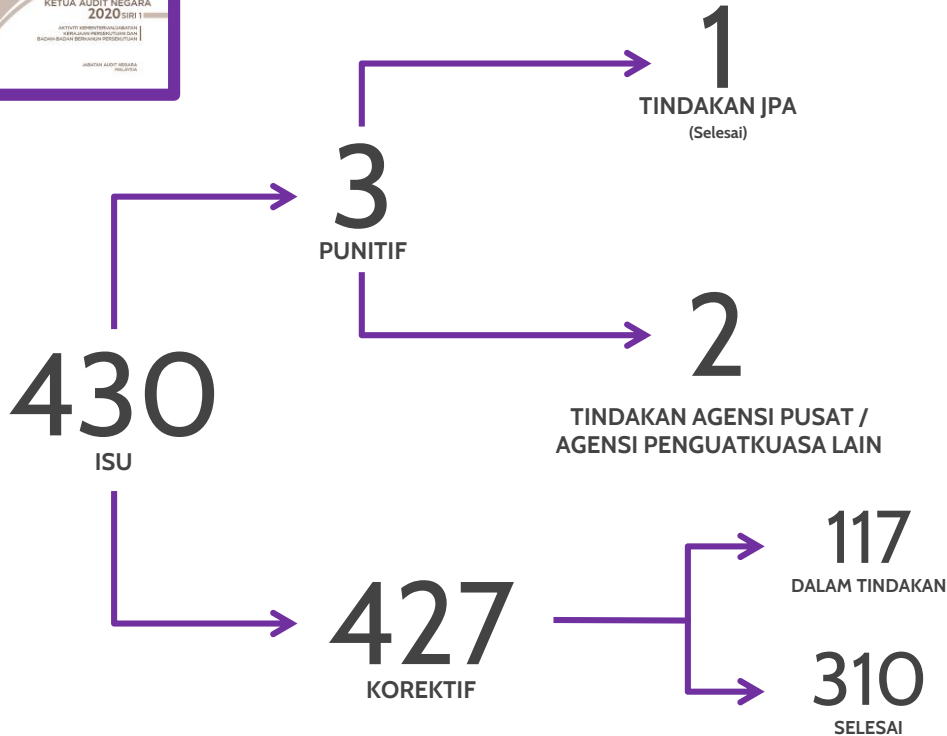 KETUA AUDIT NEGARA
2020 SIRI 1
AKTIVITI KEMENTERIAN/JABATAN
KERAJAAN PERSEKUTUAN DAN
BADAN-BADAN BERKANUN PERSEKUTUAN
JABATAN AUDIT NEGARA
MALAYSIA
1
TINDAKAN JPA
(Selesai)
3
PUNITIF
2
TINDAKAN AGENSI PUSAT /
AGENSI PENGUATKUASA LAIN
430
ISU
427
KOREKTIF
117
DALAM TINDAKAN
310
SELESAI